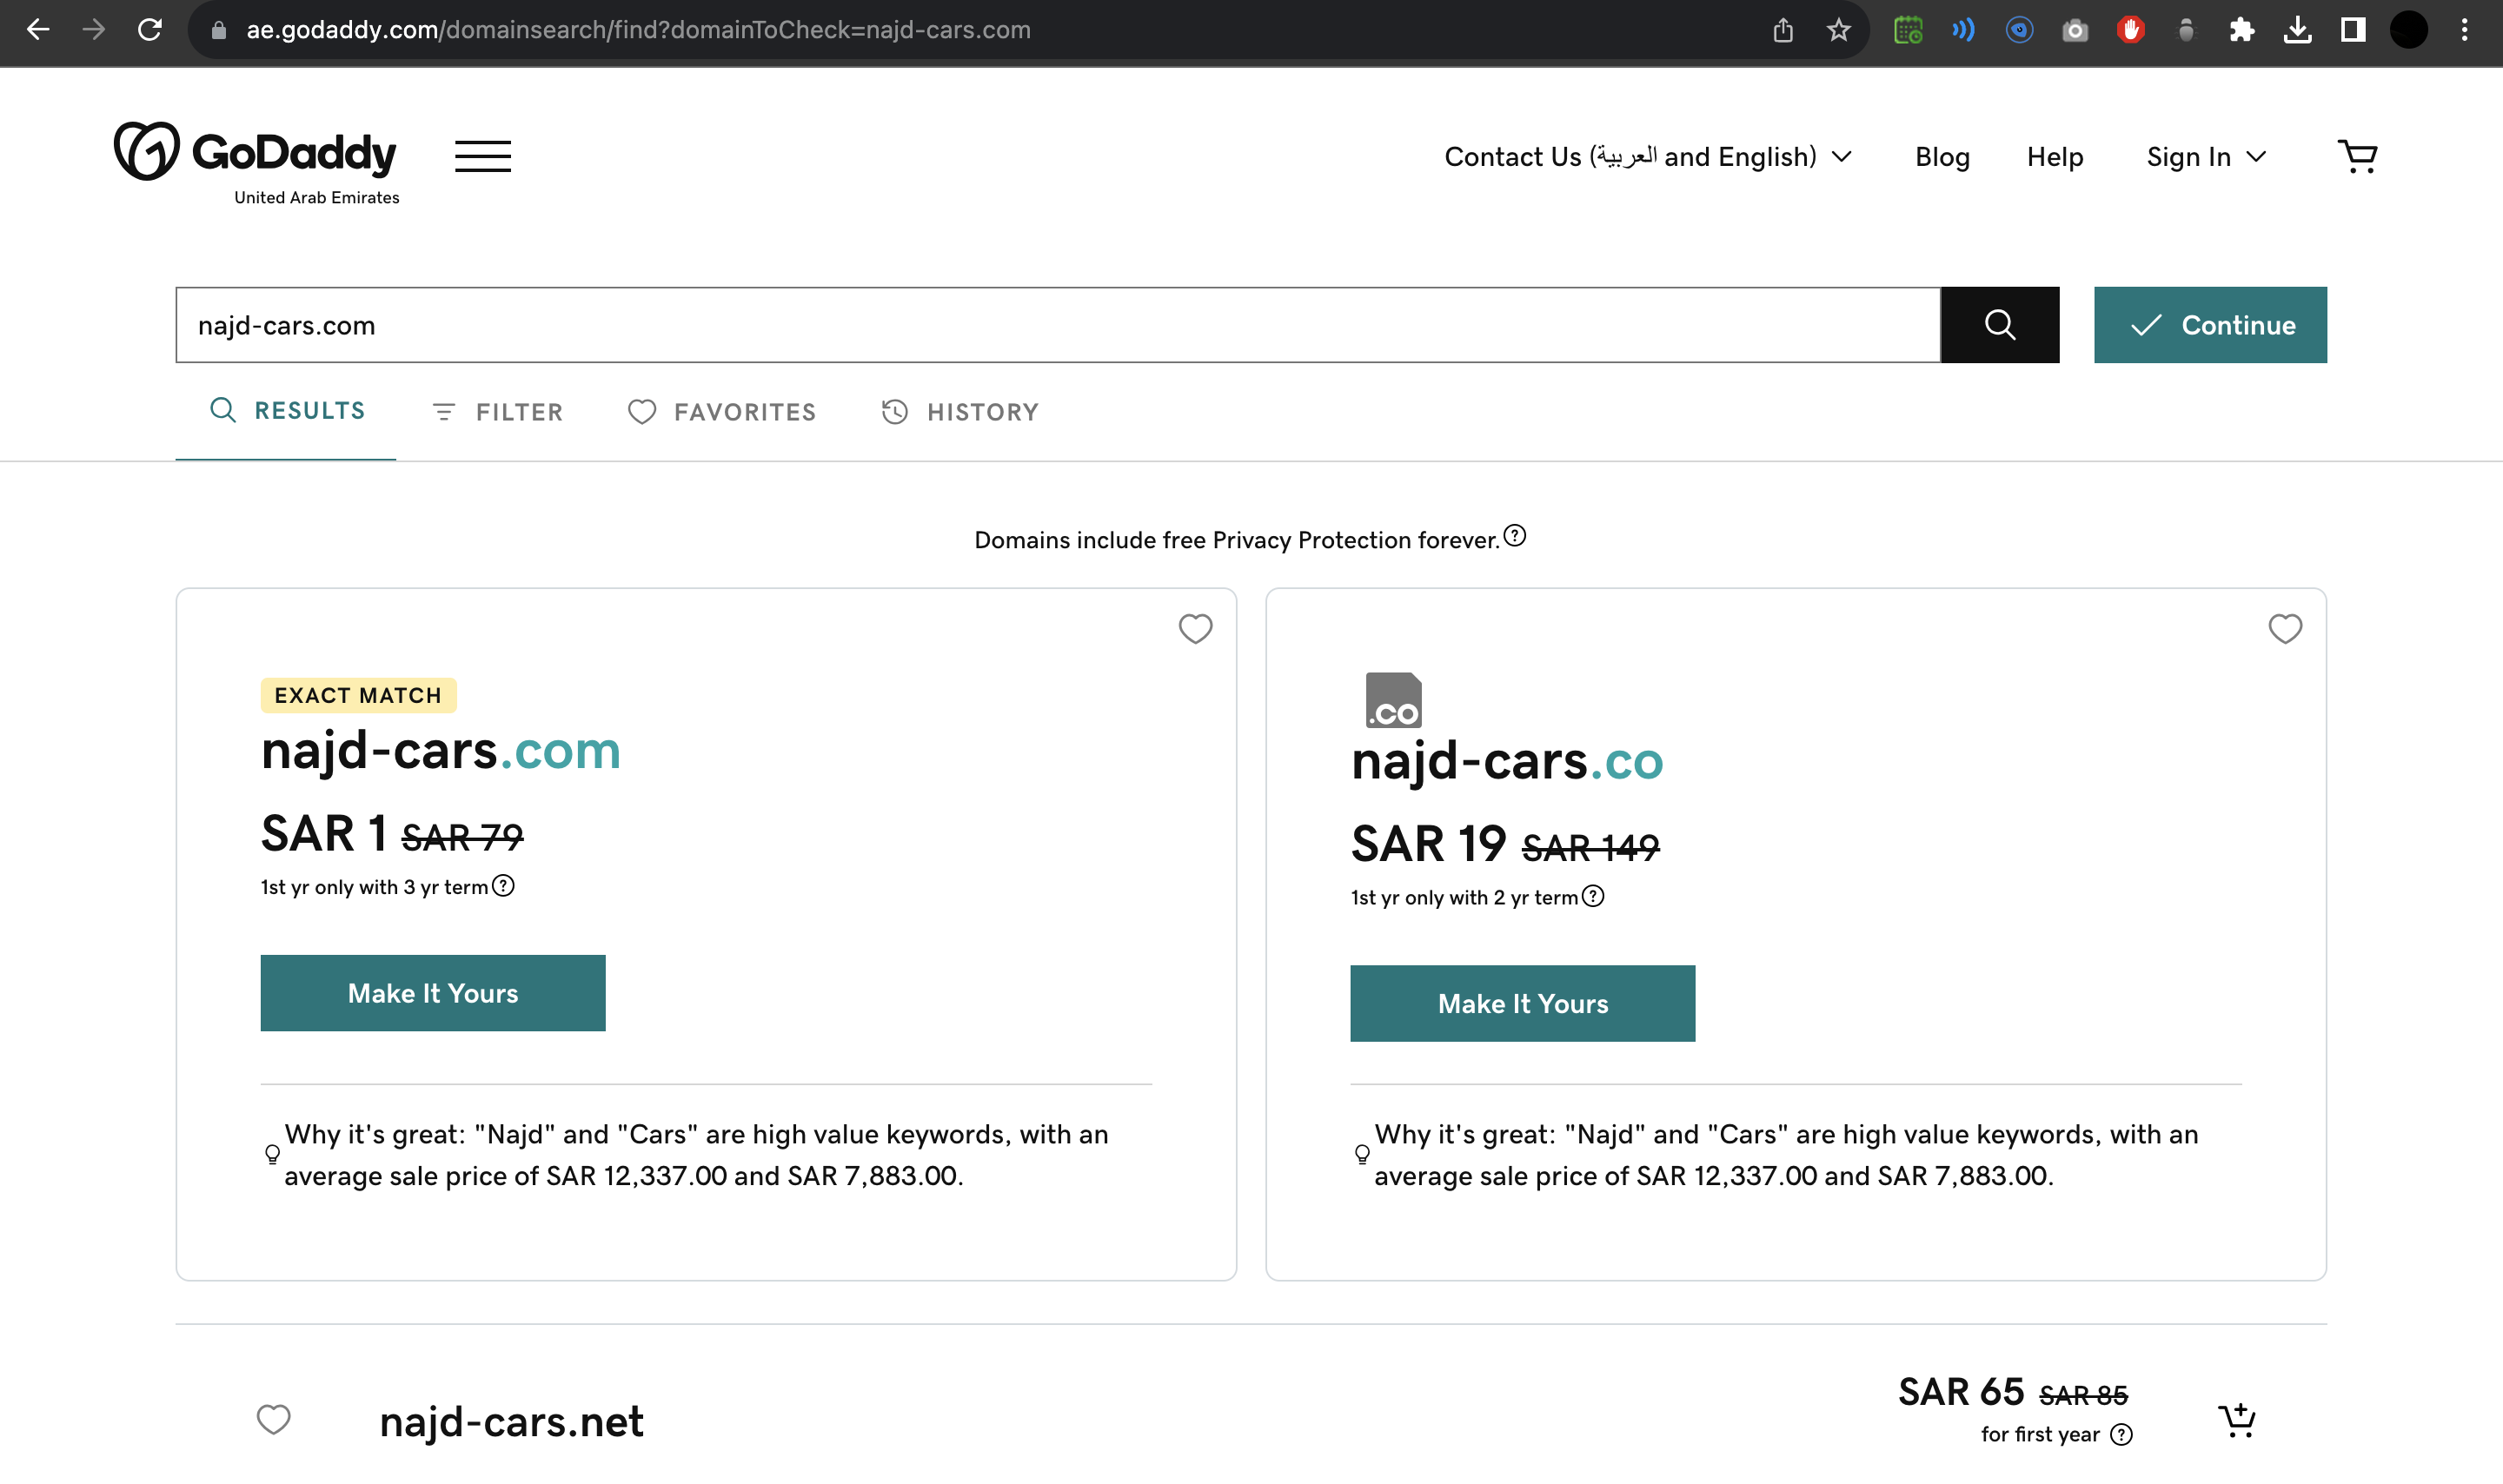 ae.godaddy.com/domainsearch/find?domainToCheck=najd-cars.com
GoDaddy
United Arab Emirates
Contact Us (العربية and English)
Blog
Help
Sign In
najd-cars.com
Continue
RESULTS
FILTER
FAVORITES
HISTORY
Domains include free Privacy Protection forever.
EXACT MATCH
najd-cars.com
SAR 1 SAR 79
1st yr only with 3 yr term
Make It Yours
Why it's great: "Najd" and "Cars" are high value keywords, with an
average sale price of SAR 12,337.00 and SAR 7,883.00.
.co
najd-cars.co
SAR 19 SAR 149
1st yr only with 2 yr term
Make It Yours
Why it's great: "Najd" and "Cars" are high value keywords, with an
average sale price of SAR 12,337.00 and SAR 7,883.00.
najd-cars.net
SAR 65 SAR 85
for first year